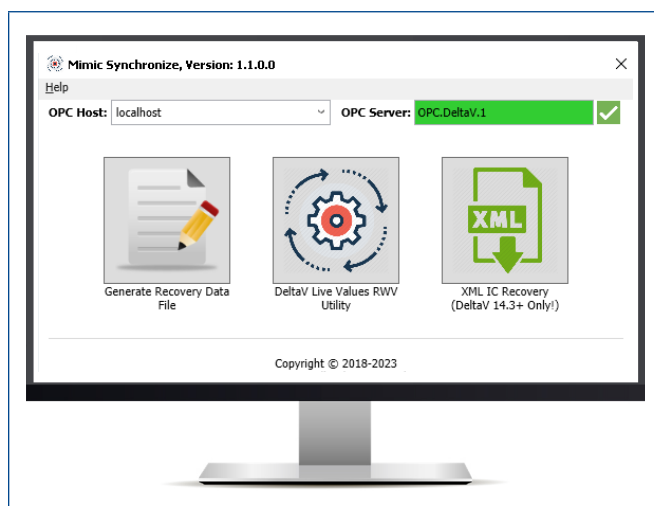 Mimic Synchronize, Version: 1.1.0.0
Help
OPC Host: localhost OPC Server: OPC.DeltaV.1
XML
Generate Recovery Data
File
DeltaV Live Values RWV
Utility
XML IC Recovery
(DeltaV 14.3+ Only!)
Copyright © 2018-2023